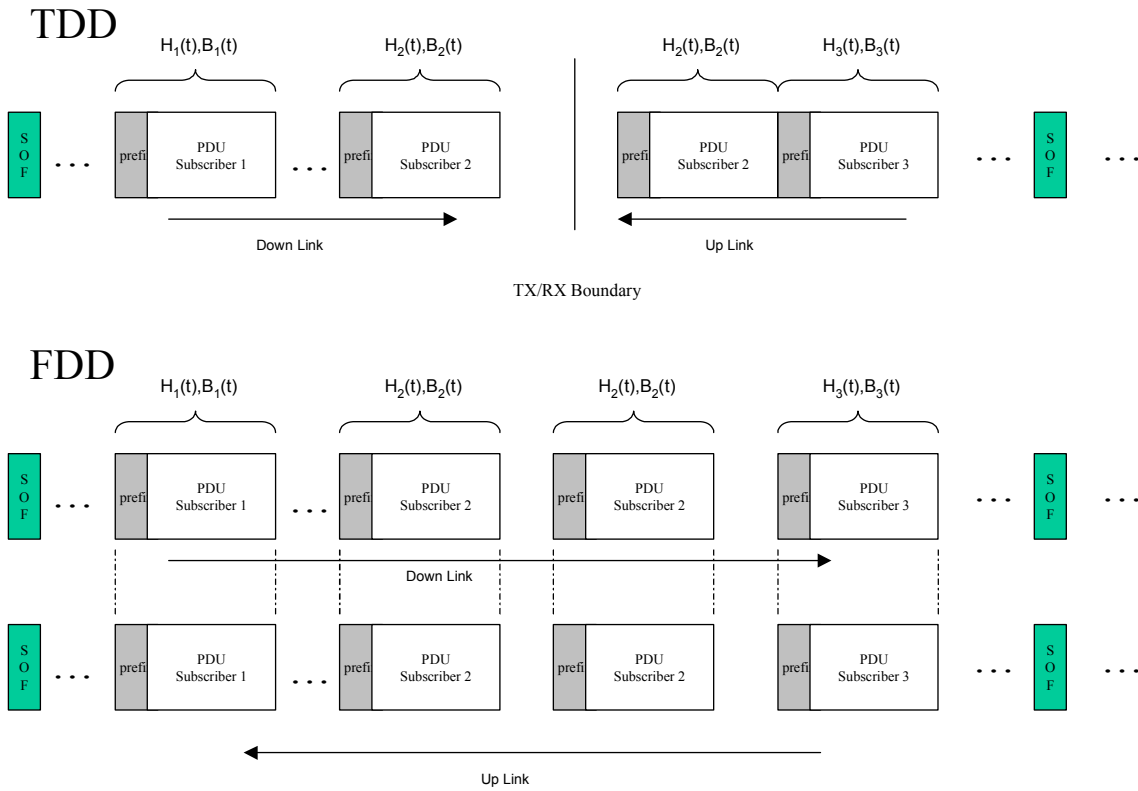 TDD
H₁(t),B₁(t)
H₂(t),B₂(t)
H₂(t),B₂(t)
H₃(t),B₃(t)
S
O
F
. . .
prefi
PDU
Subscriber 1
. . .
prefi
PDU
Subscriber 2
prefi
PDU
Subscriber 2
prefi
PDU
Subscriber 3
. . .
S
O
F
. . .
Down Link
Up Link
TX/RX Boundary
FDD
H₁(t),B₁(t)
H₂(t),B₂(t)
H₂(t),B₂(t)
H₃(t),B₃(t)
S
O
F
. . .
prefi
PDU
Subscriber 1
. . .
prefi
PDU
Subscriber 2
prefi
PDU
Subscriber 2
prefi
PDU
Subscriber 3
. . .
S
O
F
. . .
Down Link
S
O
F
. . .
prefi
PDU
Subscriber 1
. . .
prefi
PDU
Subscriber 2
prefi
PDU
Subscriber 2
prefi
PDU
Subscriber 3
. . .
S
O
F
. . .
Up Link